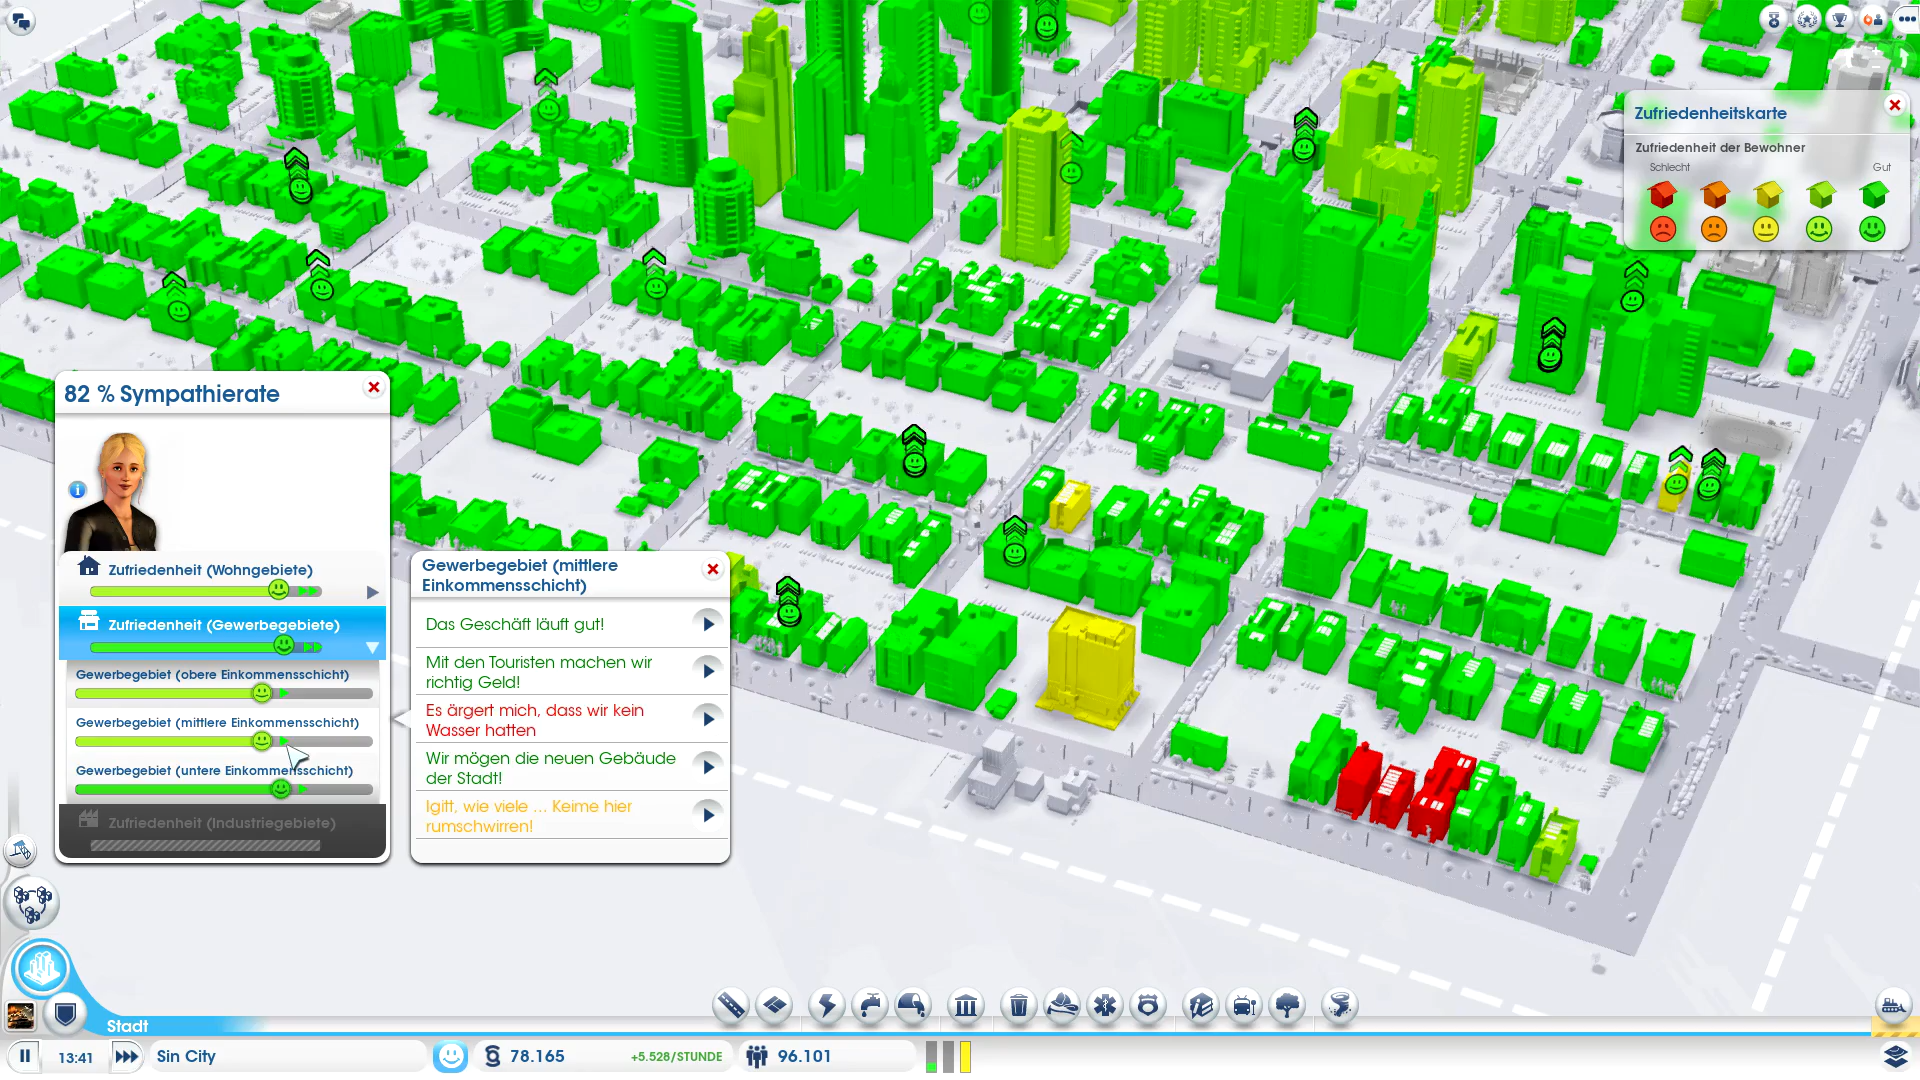 Zufriedenheitskarte
Zufriedenheit der Bewohner
Schlecht
Gut
82 % Sympathierate
Zufriedenheit (Wohngebiete)
Zufriedenheit (Gewerbegebiete)
Gewerbegebiet (obere Einkommensschicht)
Gewerbegebiet (mittlere Einkommensschicht)
Gewerbegebiet (untere Einkommensschicht)
Zufriedenheit (Industriegebiete)
Gewerbegebiet (mittlere
Einkommensschicht)
Das Geschäft läuft gut!
Mit den Touristen machen wir
richtig Geld!
Es ärgert mich, dass wir kein
Wasser hatten
Wir mögen die neuen Gebäude
der Stadt!
Igitt, wie viele ... Keime hier
rumschwirren!
Stadt
13:41
Sin City
78.165
+5.528/STUNDE
96.101